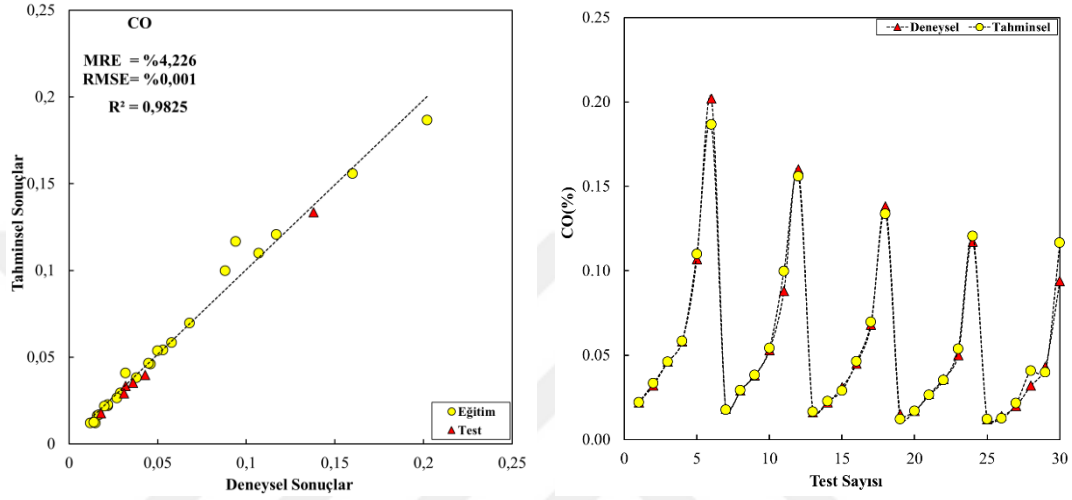 CO
MRE = %4,226
RMSE= %0,001
R² = 0,9825
Tahminsel Sonuçlar
0,25
0,2
0,15
0,1
0,05
0
0 0,05 0,1 0,15 0,2 0,25
Deneysel Sonuçlar
Eğitim
Test
Deneysel Tahminsel
CO(%)
0.25
0.20
0.15
0.10
0.05
0.00
0 5 10 15 20 25 30
Test Sayısı